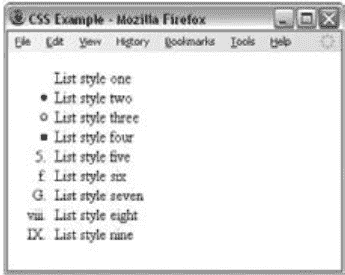 CSS Example - Mozilla Firefox
File Edit View History Bookmarks Tools Help
List style one
● List style two
○ List style three
■ List style four
5. List style five
f. List style six
G. List style seven
viii. List style eight
IX. List style nine